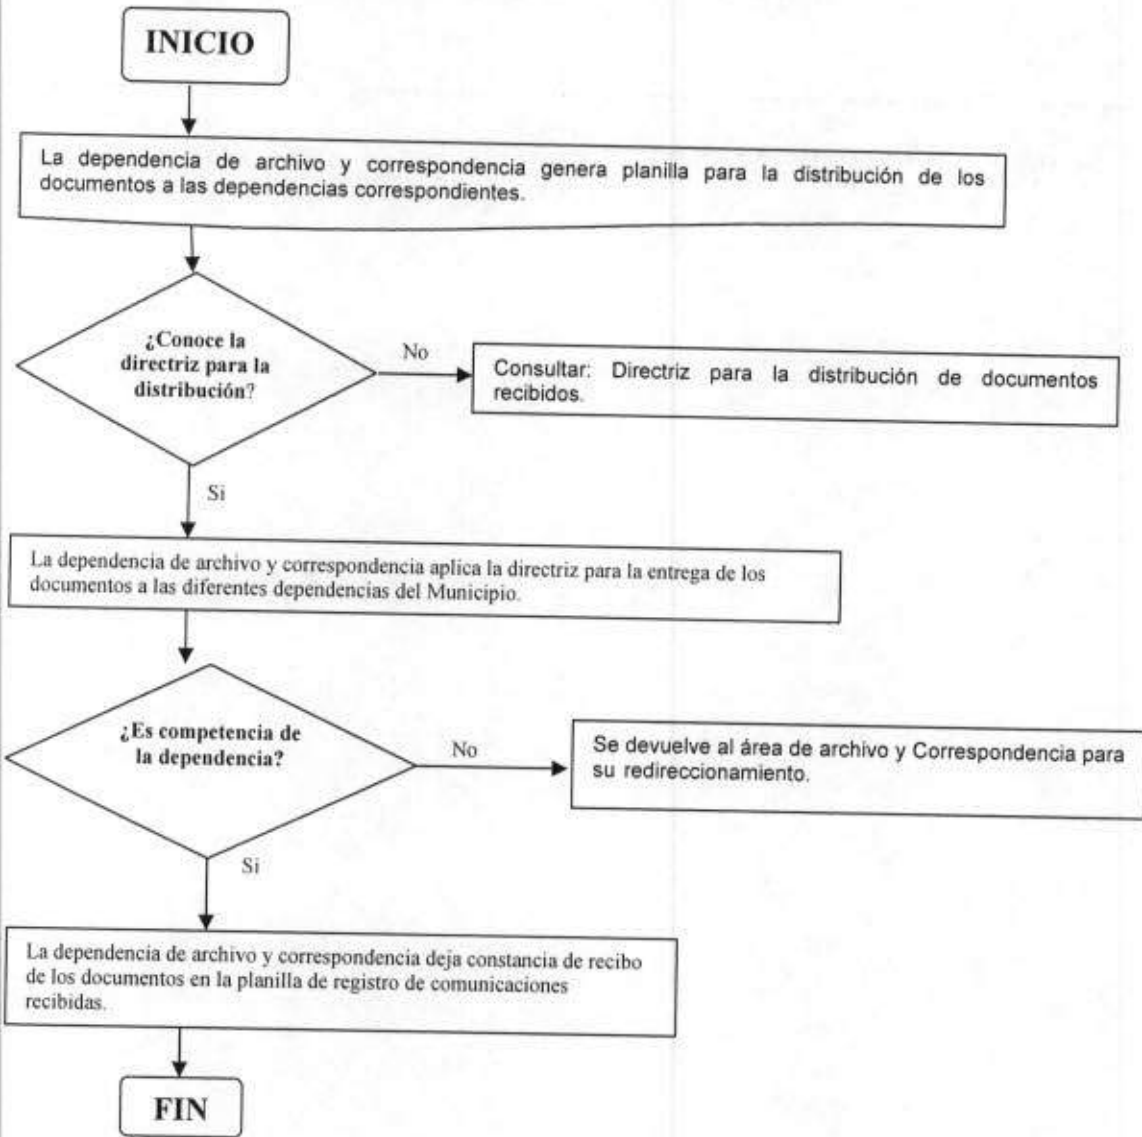 INICIO
La dependencia de archivo y correspondencia genera planilla para la distribución de los
documentos a las dependencias correspondientes.
¿Conoce la
directriz para la
distribución?
No
Consultar: Directriz para la distribución de documentos
recibidos.
Si
La dependencia de archivo y correspondencia aplica la directriz para la entrega de los
documentos a las diferentes dependencias del Municipio.
¿Es competencia de
la dependencia?
No
Se devuelve al área de archivo y Correspondencia para
su redireccionamiento.
Si
La dependencia de archivo y correspondencia deja constancia de recibo
de los documentos en la planilla de registro de comunicaciones
recibidas.
FIN